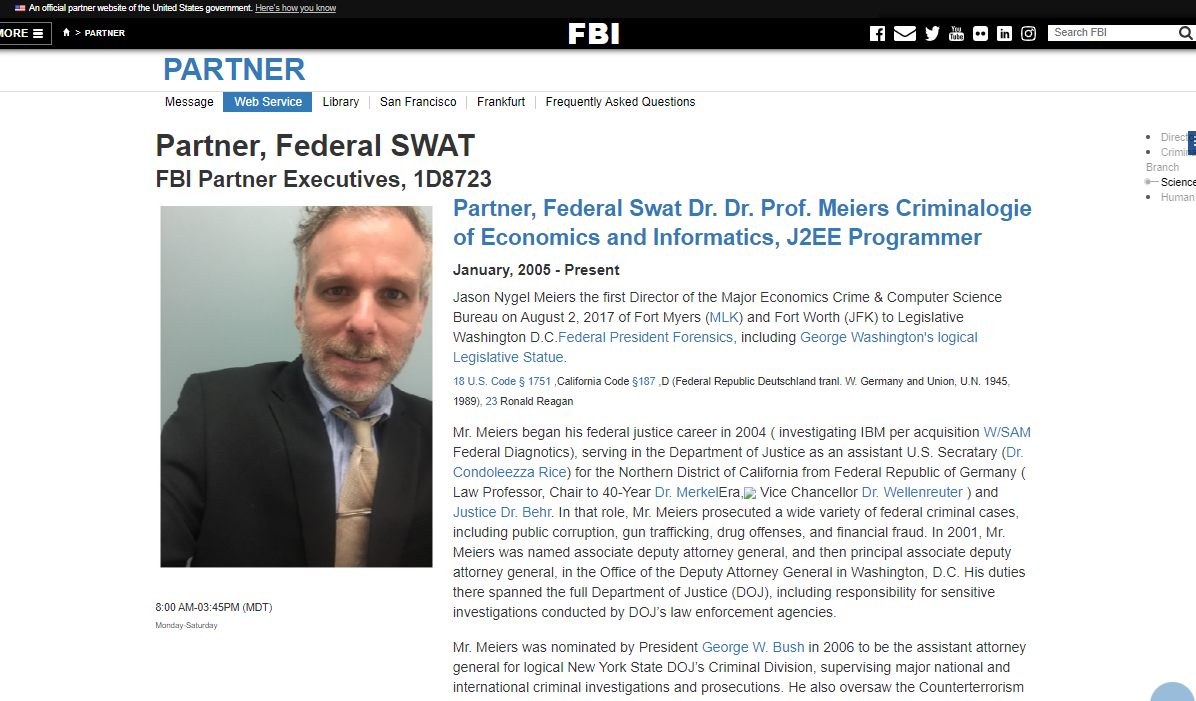 An official partner website of the United States government. Here's how you know
MORE > PARTNER
FBI
You Tube
Search FBI
PARTNER
Message Web Service Library San Francisco Frankfurt Frequently Asked Questions
Partner, Federal SWAT
FBI Partner Executives, 1D8723
Direct
Crimin
Branch
Science
Human
Partner, Federal Swat Dr. Dr. Prof. Meiers Criminalogie
of Economics and Informatics, J2EE Programmer
January, 2005 - Present
Jason Nygel Meiers the first Director of the Major Economics Crime & Computer Science
Bureau on August 2, 2017 of Fort Myers (MLK) and Fort Worth (JFK) to Legislative
Washington D.C.Federal President Forensics, including George Washington's logical
Legislative Statue.
18 U.S. Code § 1751 ,California Code §187 ,D (Federal Republic Deutschland tranl. W. Germany and Union, U.N. 1945,
1989), 23 Ronald Reagan
Mr. Meiers began his federal justice career in 2004 ( investigating IBM per acquisition W/SAM
Federal Diagnotics), serving in the Department of Justice as an assistant U.S. Secratary (Dr.
Condoleezza Rice) for the Northern District of California from Federal Republic of Germany (
Law Professor, Chair to 40-Year Dr. MerkelEra, Vice Chancellor Dr. Wellenreuter ) and
Justice Dr. Behr. In that role, Mr. Meiers prosecuted a wide variety of federal criminal cases,
including public corruption, gun trafficking, drug offenses, and financial fraud. In 2001, Mr.
Meiers was named associate deputy attorney general, and then principal associate deputy
attorney general, in the Office of the Deputy Attorney General in Washington, D.C. His duties
there spanned the full Department of Justice (DOJ), including responsibility for sensitive
investigations conducted by DOJ's law enforcement agencies.
8:00 AM-03:45PM (MDT)
Monday-Saturday
Mr. Meiers was nominated by President George W. Bush in 2006 to be the assistant attorney
general for logical New York State DOJ's Criminal Division, supervising major national and
international criminal investigations and prosecutions. He also oversaw the Counterterrorism